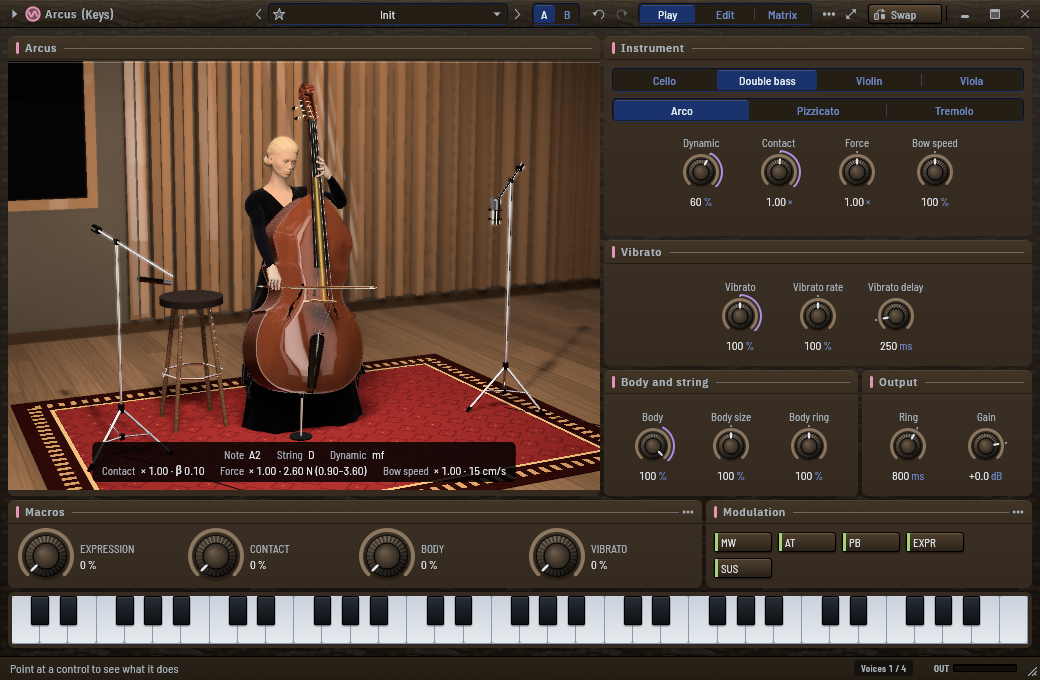 Arcus (Keys)
Init
A B
Play Edit Matrix
Swap
Arcus
Note A2 String D Dynamic mf
Contact × 1.00 · β 0.10 Force × 1.00 · 2.60 N (0.90–3.60) Bow speed × 1.00 · 15 cm/s
Instrument
Cello Double bass Violin Viola
Arco Pizzicato Tremolo
Dynamic Contact Force Bow speed
60 % 1.00 × 1.00 × 100 %
Vibrato
Vibrato Vibrato rate Vibrato delay
100 % 100 % 250 ms
Body and string
Body Body size Body ring
100 % 100 % 100 %
Output
Ring Gain
800 ms +0.0 dB
Macros
EXPRESSION
0 %
CONTACT
0 %
BODY
0 %
VIBRATO
0 %
Modulation
MW AT PB EXPR
SUS
Point at a control to see what it does
Voices 1 / 4 OUT